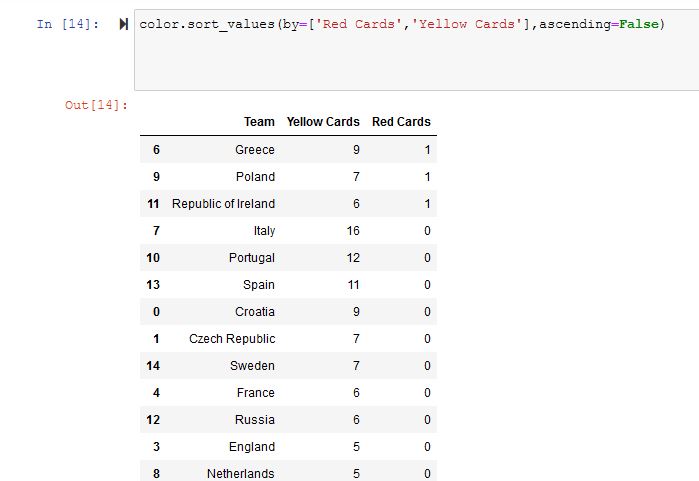 In [14]: color.sort_values(by=['Red Cards','Yellow Cards'],ascending=False)
Out[14]:
Team Yellow Cards Red Cards
6 Greece 9 1
9 Poland 7 1
11 Republic of Ireland 6 1
7 Italy 16 0
10 Portugal 12 0
13 Spain 11 0
0 Croatia 9 0
1 Czech Republic 7 0
14 Sweden 7 0
4 France 6 0
12 Russia 6 0
3 England 5 0
8 Netherlands 5 0